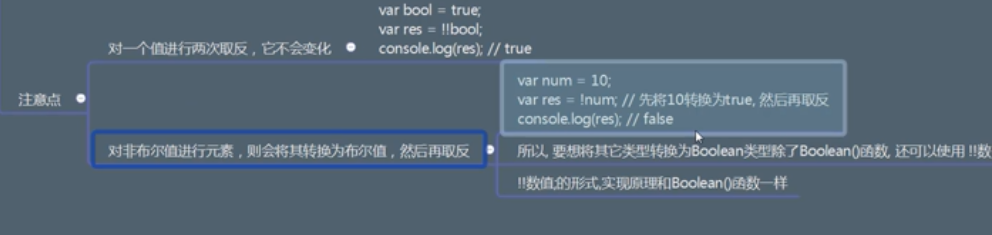 var bool = true;
var res = !!bool;
对一个值进行两次取反，它不会变化
console.log(res); // true
注意点
var num = 10;
var res = !num; // 先将10转换为true, 然后再取反
console.log(res); // false
对非布尔值进行元素，则会将其转换为布尔值，然后再取反
所以, 要想将其它类型转换为Boolean类型除了Boolean()函数, 还可以使用 !!数
!!数值;的形式,实现原理和Boolean()函数一样